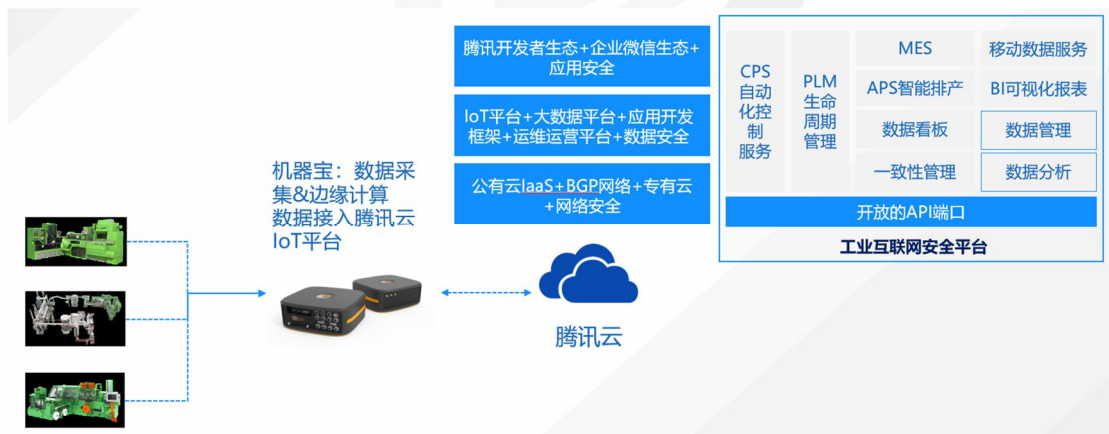 腾讯开发者生态+企业微信生态+
应用安全
IoT平台+大数据平台+应用开发
框架+运维运营平台+数据安全
公有云IaaS+BGP网络+专有云
+网络安全
机器宝：数据采
集&边缘计算
数据接入腾讯云
IoT平台
腾讯云
CPS
自动
化控
制
服务
PLM
生命
周期
管理
MES
移动数据服务
APS智能排产
BI可视化报表
数据看板
数据管理
一致性管理
数据分析
开放的API端口
工业互联网安全平台